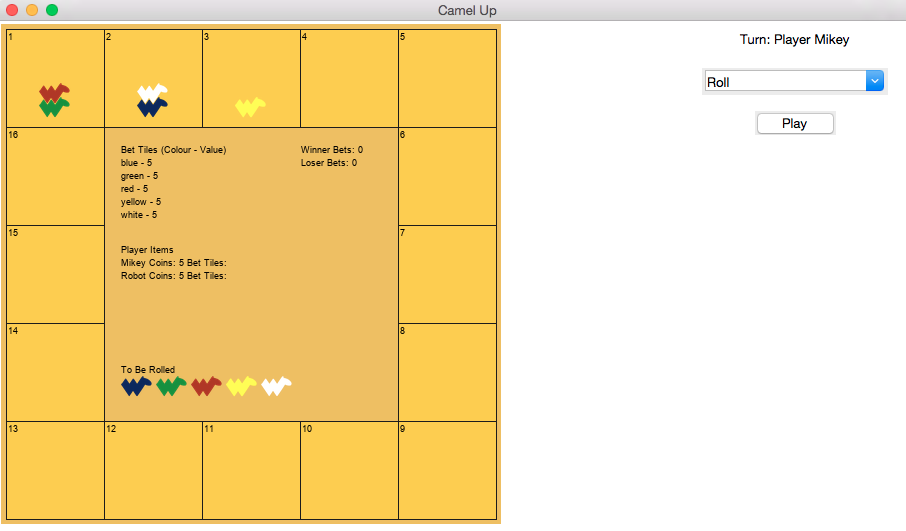 Camel Up
Turn: Player Mikey
Roll
Play
1 2 3 4 5
16 6
Bet Tiles (Colour - Value) Winner Bets: 0
blue - 5 Loser Bets: 0
green - 5
red - 5
yellow - 5
white - 5
15 7
Player Items
Mikey Coins: 5 Bet Tiles:
Robot Coins: 5 Bet Tiles:
14 8
To Be Rolled
13 12 11 10 9